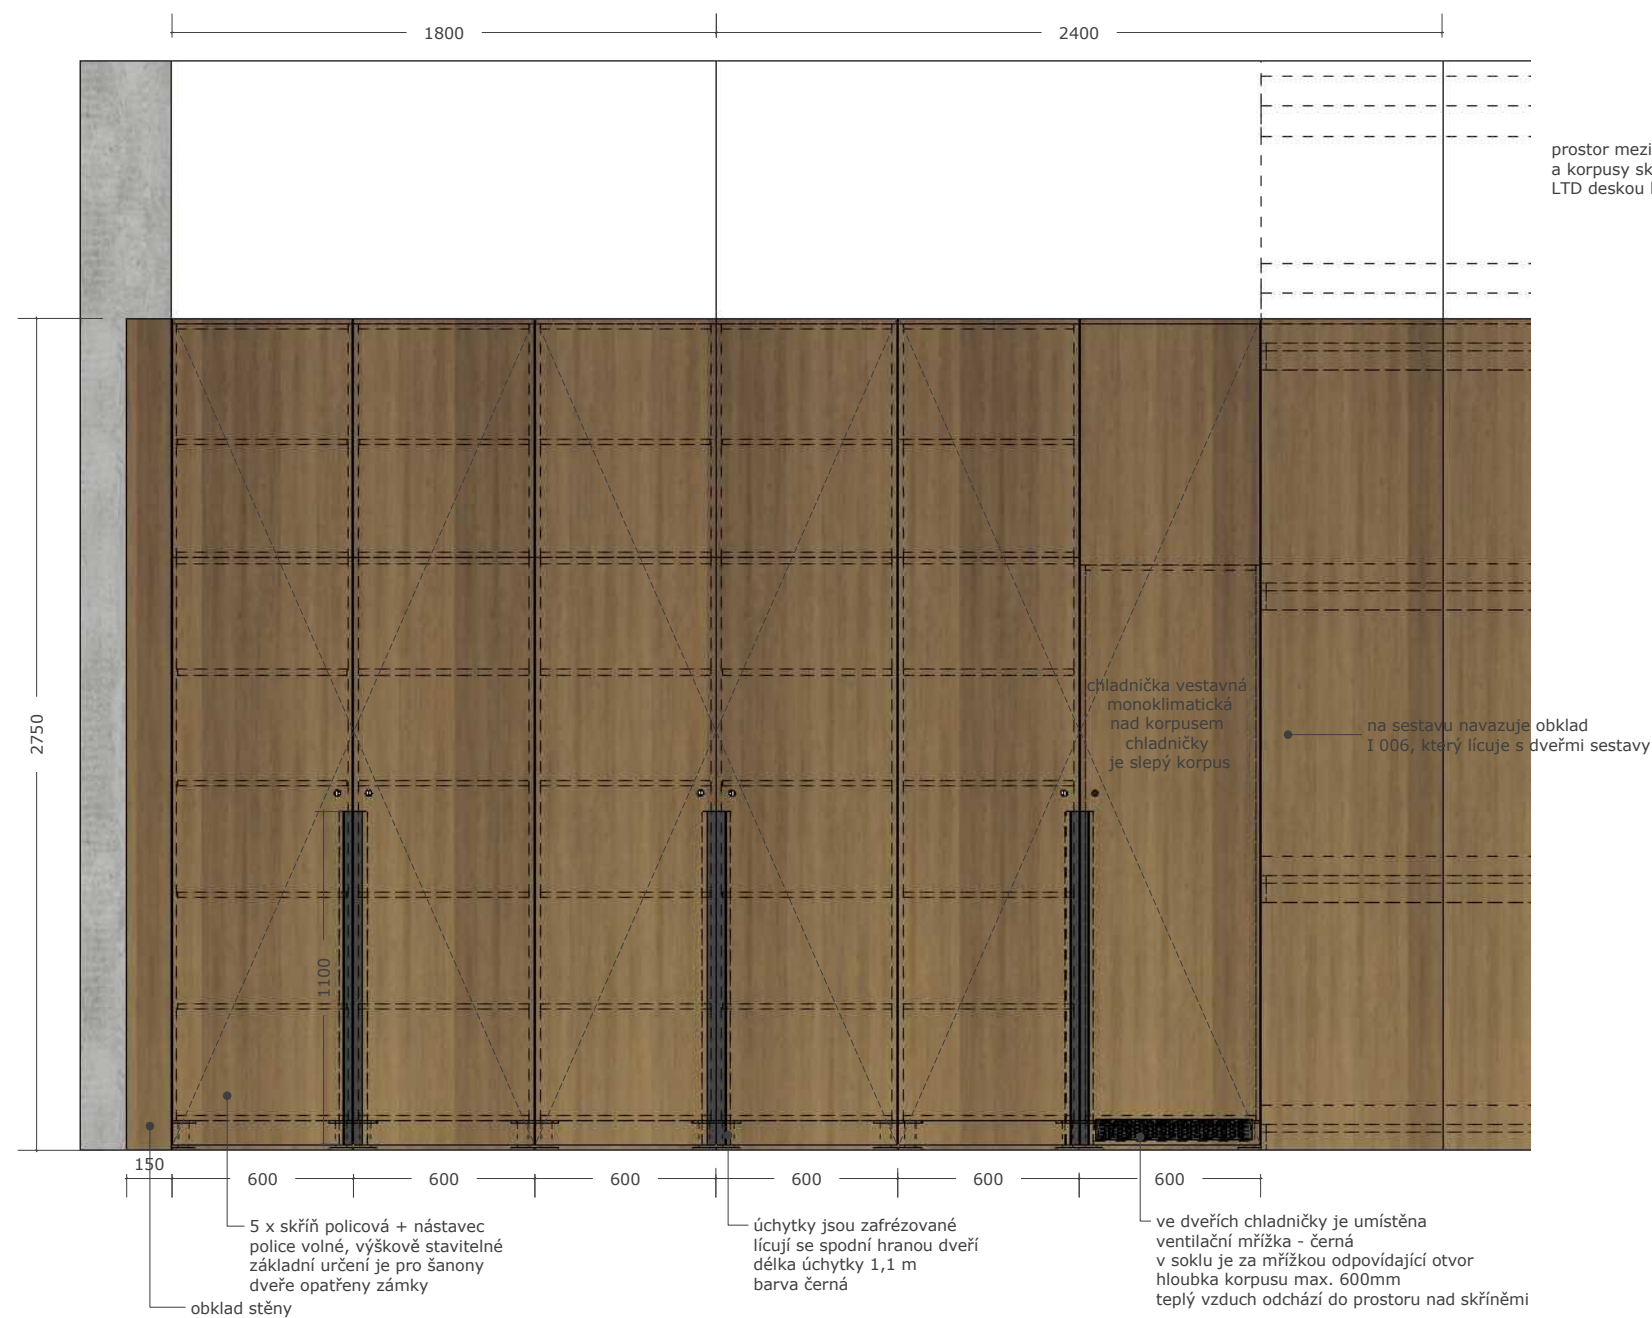 1800
2400
prostor mezi
a korpusy sk
LTD deskou
2750
chladnička vestavná
monoklimatická
nad korpusem
chladničky
je slepý korpus
na sestavu navazuje obklad
I 006, který lícuje s dveřmi sestavy
1100
150
600
600
600
600
600
600
5 x skříň policová + nástavec
police volné, výškově stavitelné
základní určení je pro šanony
dveře opatřeny zámky
obklad stěny
úchytky jsou zafrézované
lícují se spodní hranou dveří
délka úchytky 1,1 m
barva černá
ve dveřích chladničky je umístěna
ventilační mřížka - černá
v soklu je za mřížkou odpovídající otvor
hloubka korpusu max. 600mm
teplý vzduch odchází do prostoru nad skříněmi